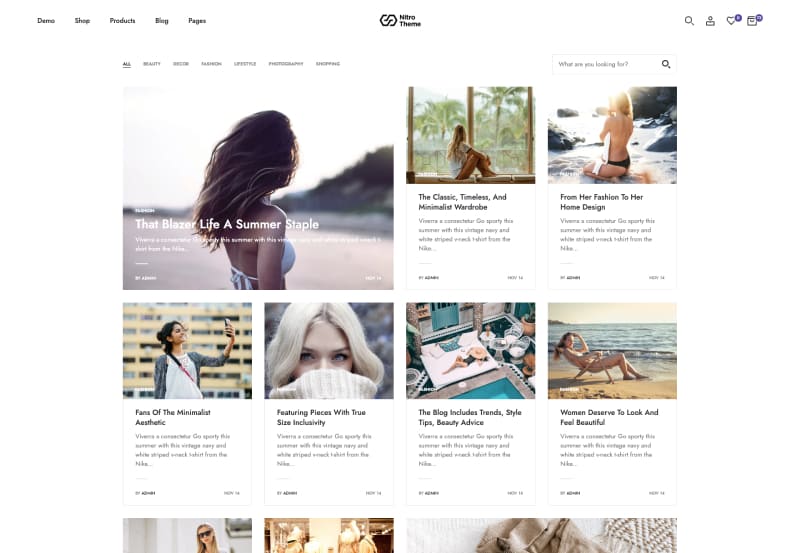 Demo Shop Products Blog Pages
Nitro
Theme
ALL BEAUTY DECOR FASHION LIFESTYLE PHOTOGRAPHY SHOPPING
What are you looking for?
FASHION
That Blazer Life A Summer Staple
Viverra a consectetur Go sporty this summer with this vintage navy and white striped v-neck t-
shirt from the Nike...
BY ADMIN NOV 14
FASHION
The Classic, Timeless, And
Minimalist Wardrobe
Viverra a consectetur Go sporty this
summer with this vintage navy and
white striped v-neck t-shirt from the
Nike...
BY ADMIN NOV 14
FASHION
From Her Fashion To Her
Home Design
Viverra a consectetur Go sporty this
summer with this vintage navy and
white striped v-neck t-shirt from the
Nike...
BY ADMIN NOV 14
FASHION
Fans Of The Minimalist
Aesthetic
Viverra a consectetur Go sporty this
summer with this vintage navy and
white striped v-neck t-shirt from the
Nike...
BY ADMIN NOV 14
FASHION
Featuring Pieces With True
Size Inclusivity
Viverra a consectetur Go sporty this
summer with this vintage navy and
white striped v-neck t-shirt from the
Nike...
BY ADMIN NOV 14
FASHION
The Blog Includes Trends, Style
Tips, Beauty Advice
Viverra a consectetur Go sporty this
summer with this vintage navy and
white striped v-neck t-shirt from the
Nike...
BY ADMIN NOV 14
FASHION
Women Deserve To Look And
Feel Beautiful
Viverra a consectetur Go sporty this
summer with this vintage navy and
white striped v-neck t-shirt from the
Nike...
BY ADMIN NOV 14